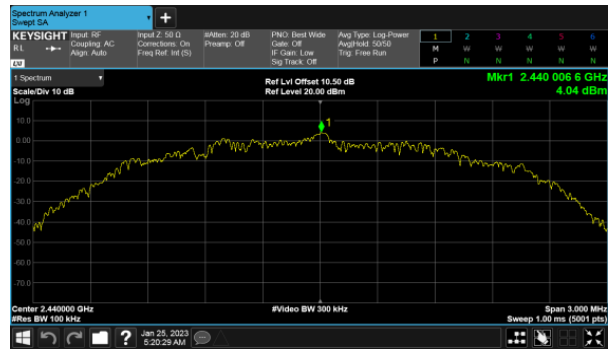 Spectrum Analyzer 1
Swept SA
+
KEYSIGHT
RL
Input: RF
Coupling: AC
Align: Auto
Input Z: 50 Ω
Corrections: On
Freq Ref: Int (S)
#Atten: 20 dB
Preamp: Off
PNO: Best Wide
Gate: Off
IF Gain: Low
Sig Track: Off
Avg Type: Log-Power
Avg|Hold: 50/50
Trig: Free Run
1 2 3 4 5 6
M W W W W W
P N N N N N
LXI
1 Spectrum
Scale/Div 10 dB
Log
Ref Lvl Offset 10.50 dB
Ref Level 20.00 dBm
Mkr1 2.440 006 6 GHz
4.04 dBm
1
10.0
0.00
-10.0
-20.0
-30.0
-40.0
-50.0
-60.0
-70.0
Center 2.440000 GHz
#Res BW 100 kHz
#Video BW 300 kHz
Span 3.000 MHz
Sweep 1.00 ms (5001 pts)
?
Jan 25, 2023
5:20:29 AM